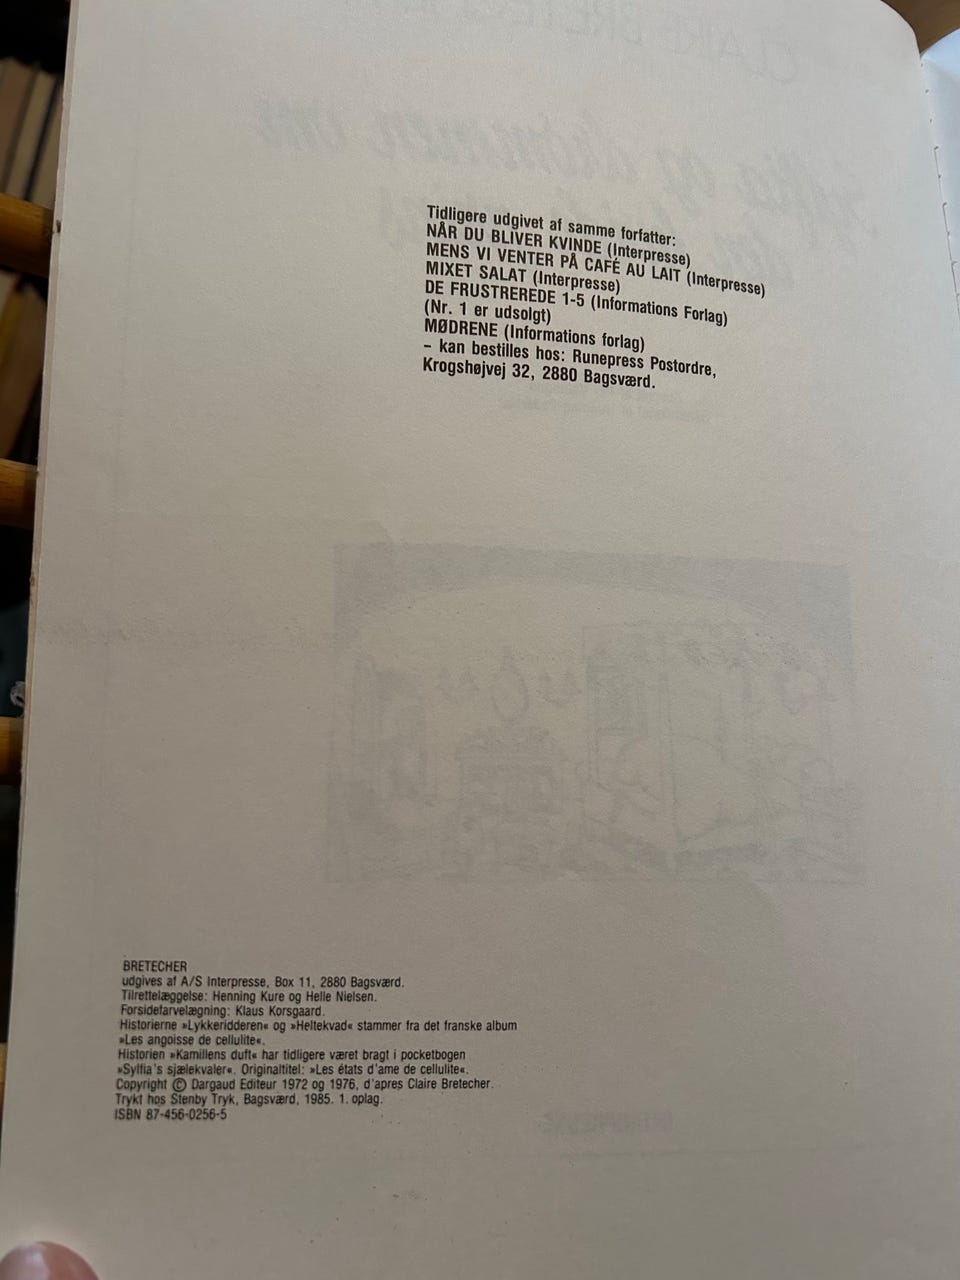 Tidligere udgivet af samme forfatter:
NÅR DU BLIVER KVINDE (Interpresse)
MENS VI VENTER PÅ CAFÉ AU LAIT (Interpresse)
MIXET SALAT (Interpresse)
DE FRUSTREREDE 1-5 (Informations Forlag)
(Nr. 1 er udsolgt)
MØDRENE (Informations forlag)
– kan bestilles hos: Runepress Postordre,
Krogshøjvej 32, 2880 Bagsværd.
BRETECHER
udgives af A/S Interpresse, Box 11, 2880 Bagsværd.
Tilrettelæggelse: Henning Kure og Helle Nielsen.
Forsidefarvelægning: Klaus Korsgaard.
Historierne »Lykkeridderen« og »Heltekvad« stammer fra det franske album
»Les angoisse de cellulite«.
Historien »Kamillens duft« har tidligere været bragt i pocketbogen
»Sylfia's sjælekvaler«. Originaltitel: »Les états d'ame de cellulite«.
Copyright © Dargaud Editeur 1972 og 1976, d'apres Claire Bretecher.
Trykt hos Stenby Tryk, Bagsværd, 1985. 1. oplag.
ISBN 87-456-0256-5